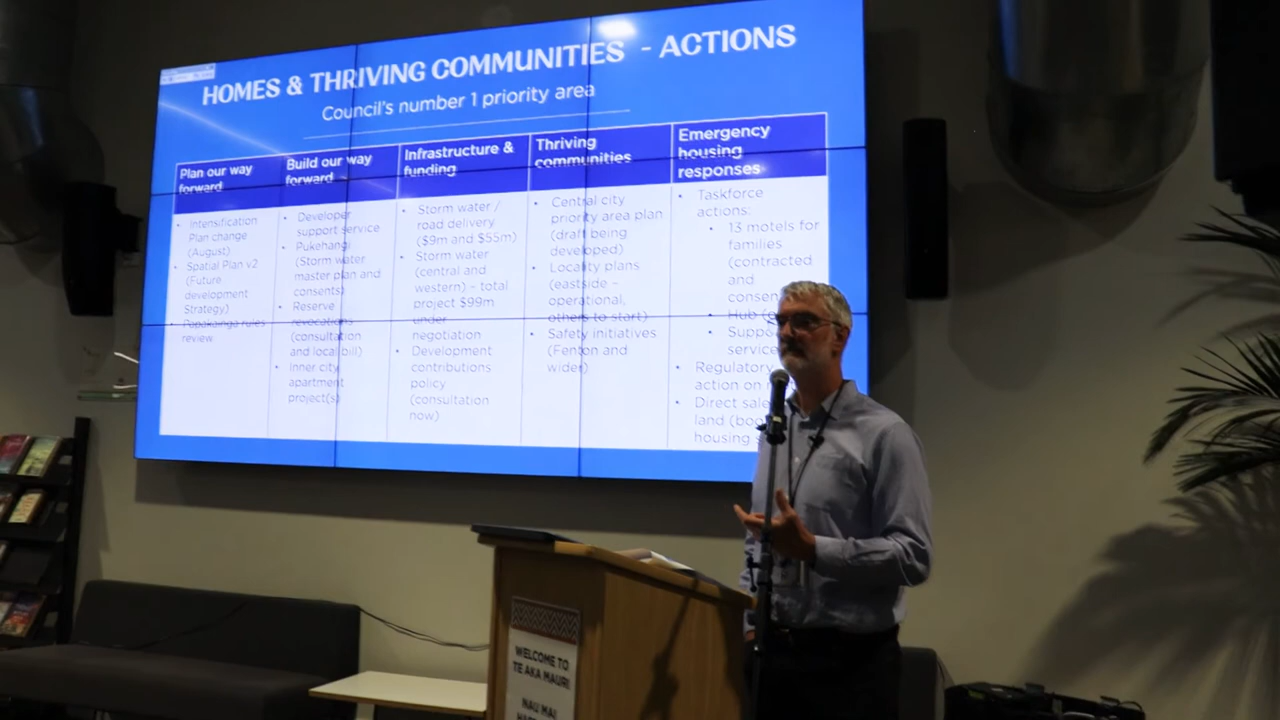 HOMES & THRIVING COMMUNITIES - ACTIONS
Council's number 1 priority area
Plan our way
forward
• Intensification
Plan change
(August)
• Spatial Plan v2
(Future
development
Strategy)
• Papakainga rules
review
Build our way
forward
• Developer
support service
• Pukehangi
(Storm water
master plan and
consents)
• Reserve
revocations
(consultation
and local bill)
• Inner city
apartment
project(s)
Infrastructure &
funding
• Storm water /
road delivery
($9m and $55m)
• Storm water
(central and
western) – total
project $99m
under
negotiation
• Development
contributions
policy
(consultation
now)
Thriving
communities
• Central city
priority area plan
(draft being
developed)
• Locality plans
(eastside –
operational,
others to start)
• Safety initiatives
(Fenton and
wider)
Emergency
housing
responses
• Taskforce
actions:
• 13 motels for
families
(contracted
and
• Hub
• Regulatory
action on
• Direct
land
housing
WELCOME TO
TE AKA MAURI
NAU MAI